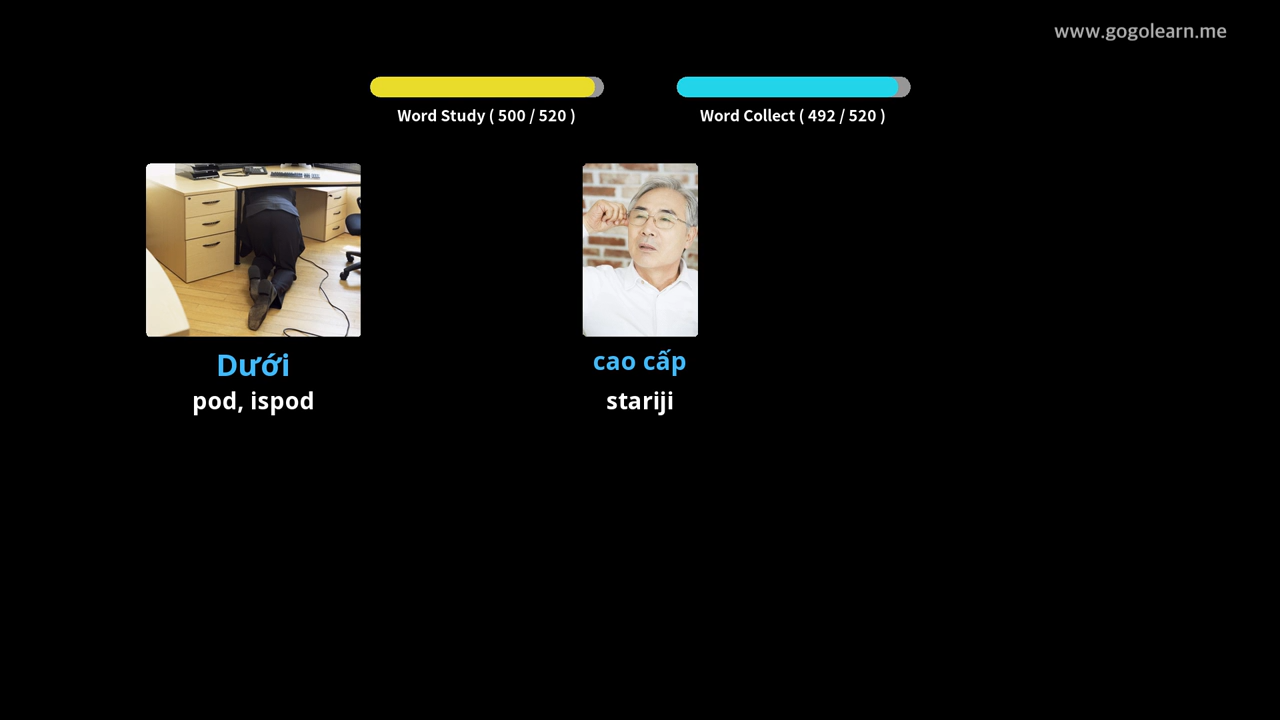 www.gogolearn.me
Word Study ( 500 / 520 )
Word Collect ( 492 / 520 )
Dưới
pod, ispod
cao cấp
stariji